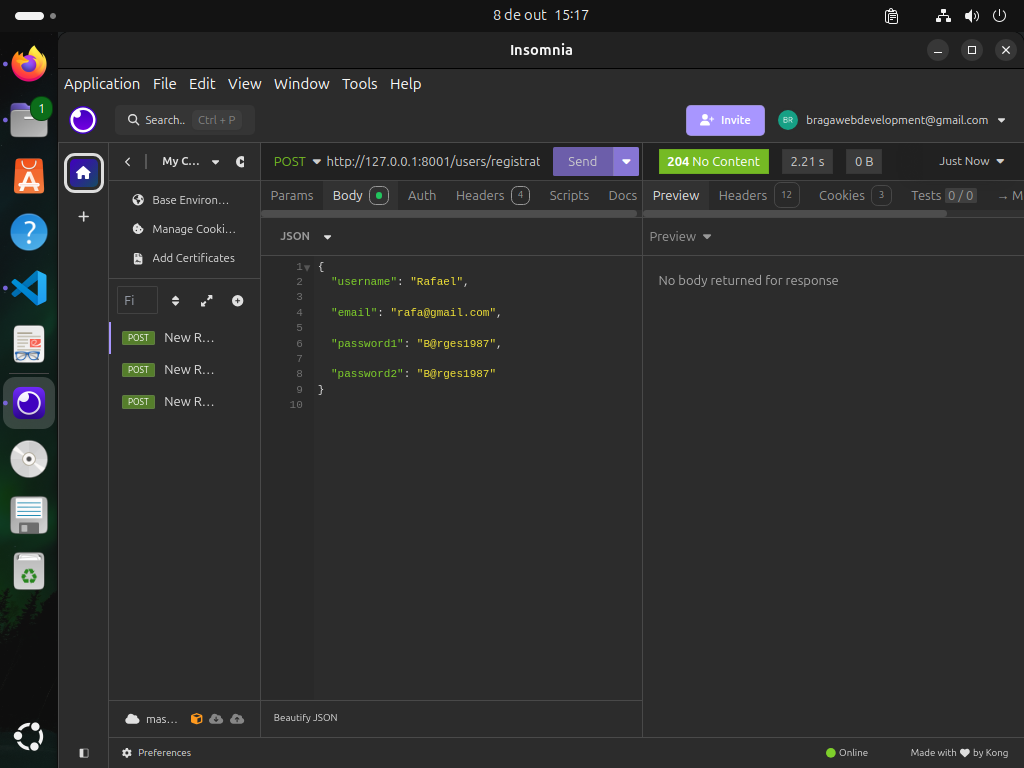 8 de out 15:17
Insomnia
1
Application File Edit View Window Tools Help
Search.. Ctrl + P
Invite
BR bragawebdevelopment@gmail.com
My C...
POST http://127.0.0.1:8001/users/registrat
Send
204 No Content 2.21 s 0 B Just Now
Params Body Auth Headers 4 Scripts Docs
Preview Headers 12 Cookies 3 Tests 0 / 0 → M
Base Environ...
Manage Cooki...
Add Certificates
JSON
Preview
No body returned for response
Fi
POST New R...
POST New R...
POST New R...
1 {
2 "username": "Rafael",
3
4 "email": "rafa@gmail.com",
5
6 "password1": "B@rges1987",
7
8 "password2": "B@rges1987"
9 }
10
mas...
Beautify JSON
Preferences
Online
Made with ❤ by Kong